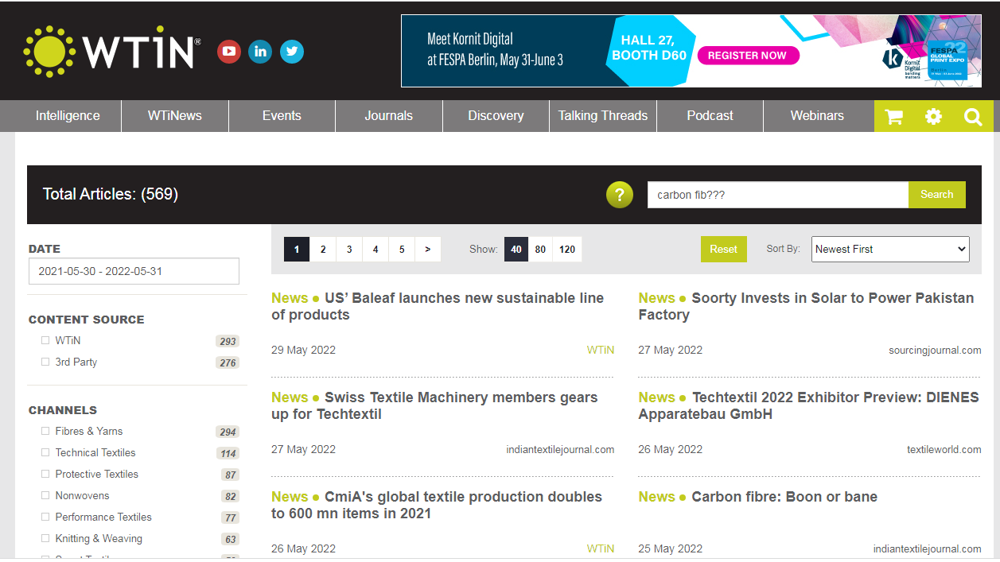 WTiN®
Meet Kornit Digital
at FESPA Berlin, May 31-June 3
HALL 27,
BOOTH D60
REGISTER NOW
Kornit
Digital
bonding
matters
FESPA 22
GLOBAL
PRINT EXPO
Intelligence
WTiNews
Events
Journals
Discovery
Talking Threads
Podcast
Webinars
Total Articles: (569)
?
carbon fib???
Search
DATE
2021-05-30 - 2022-05-31
CONTENT SOURCE
WTiN 293
3rd Party 276
CHANNELS
Fibres & Yarns 294
Technical Textiles 114
Protective Textiles 87
Nonwovens 82
Performance Textiles 77
Knitting & Weaving 63
1 2 3 4 5 >
Show: 40 80 120
Reset
Sort By: Newest First
News • US’ Baleaf launches new sustainable line
of products
29 May 2022 WTiN
News • Soorty Invests in Solar to Power Pakistan
Factory
27 May 2022 sourcingjournal.com
News • Swiss Textile Machinery members gears
up for Techtextil
27 May 2022 indiantextilejournal.com
News • Techtextil 2022 Exhibitor Preview: DIENES
Apparatebau GmbH
26 May 2022 textileworld.com
News • CmiA's global textile production doubles
to 600 mn items in 2021
26 May 2022 WTiN
News • Carbon fibre: Boon or bane
25 May 2022 indiantextilejournal.com